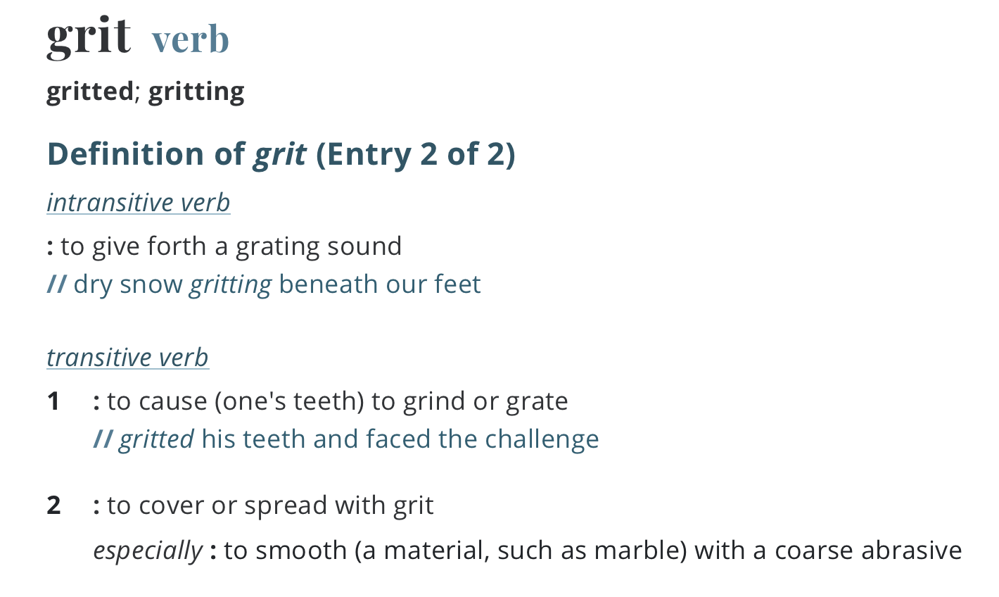 grit verb
gritted; gritting
Definition of grit (Entry 2 of 2)
intransitive verb
: to give forth a grating sound
// dry snow gritting beneath our feet
transitive verb
1 : to cause (one's teeth) to grind or grate
// gritted his teeth and faced the challenge
2 : to cover or spread with grit
especially : to smooth (a material, such as marble) with a coarse abrasive